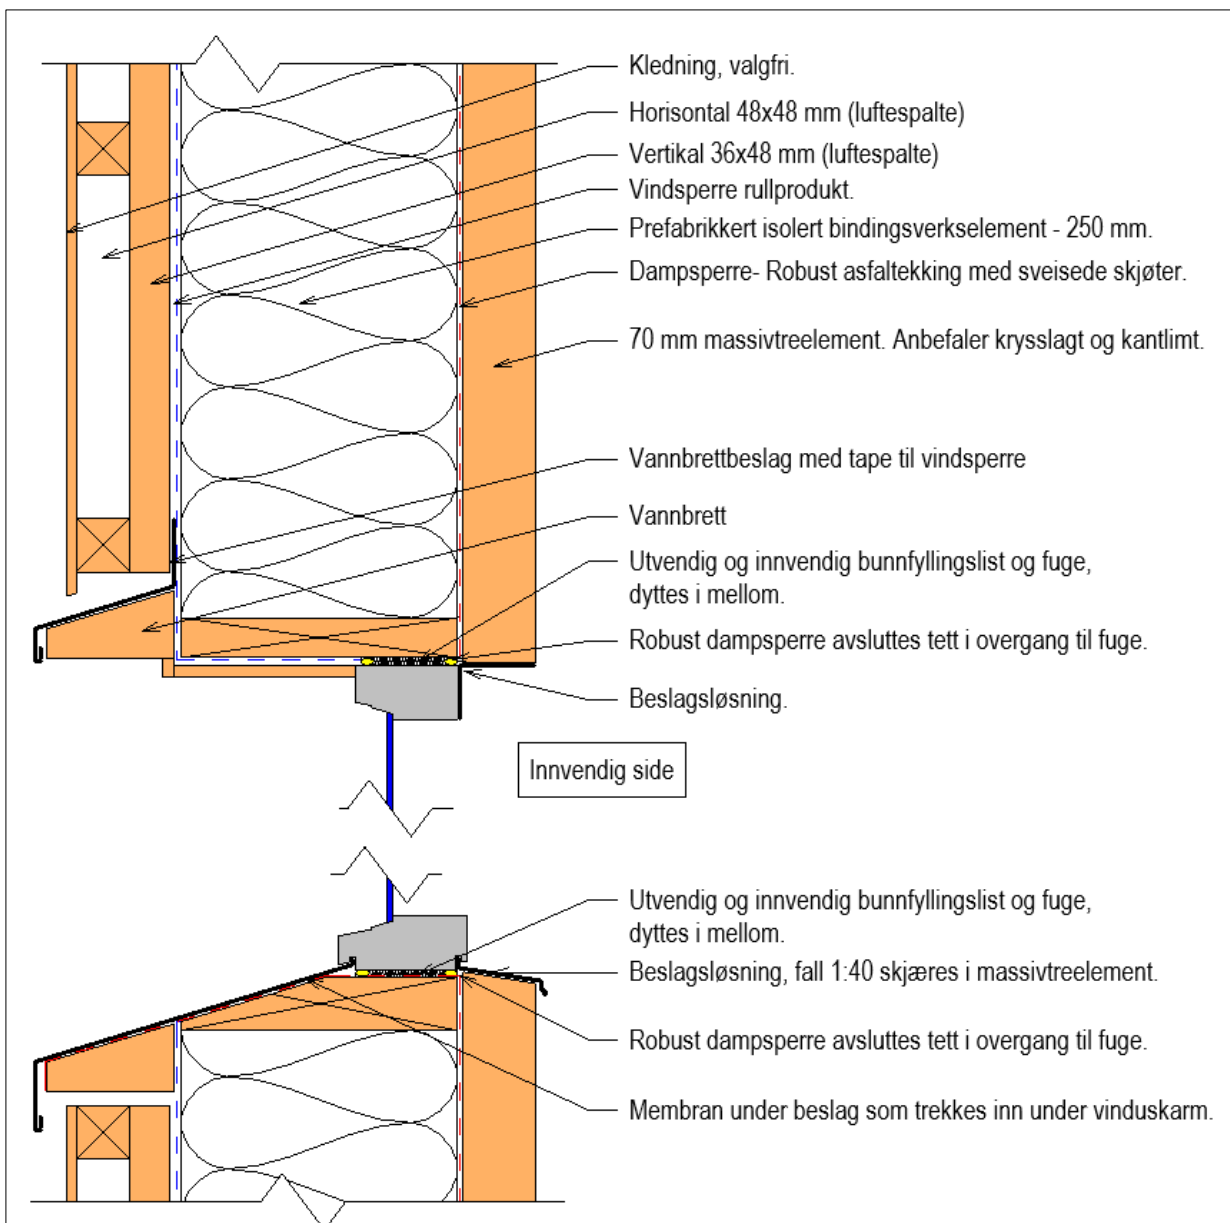 Kledning, valgfri.
Horisontal 48x48 mm (luftespalte)
Vertikal 36x48 mm (luftespalte)
Vindsperre rullprodukt.
Prefabrikkert isolert bindingsverkselement - 250 mm.
Dampsperre- Robust asfaltekking med sveisede skjøter.
70 mm massivtreelement. Anbefaler krysslagt og kantlimt.
Vannbrettbeslag med tape til vindsperre
Vannbrett
Utvendig og innvendig bunnfyllingslist og fuge,
dyttes i mellom.
Robust dampsperre avsluttes tett i overgang til fuge.
Beslagsløsning.
Innvendig side
Utvendig og innvendig bunnfyllingslist og fuge,
dyttes i mellom.
Beslagsløsning, fall 1:40 skjæres i massivtreelement.
Robust dampsperre avsluttes tett i overgang til fuge.
Membran under beslag som trekkes inn under vinduskarm.